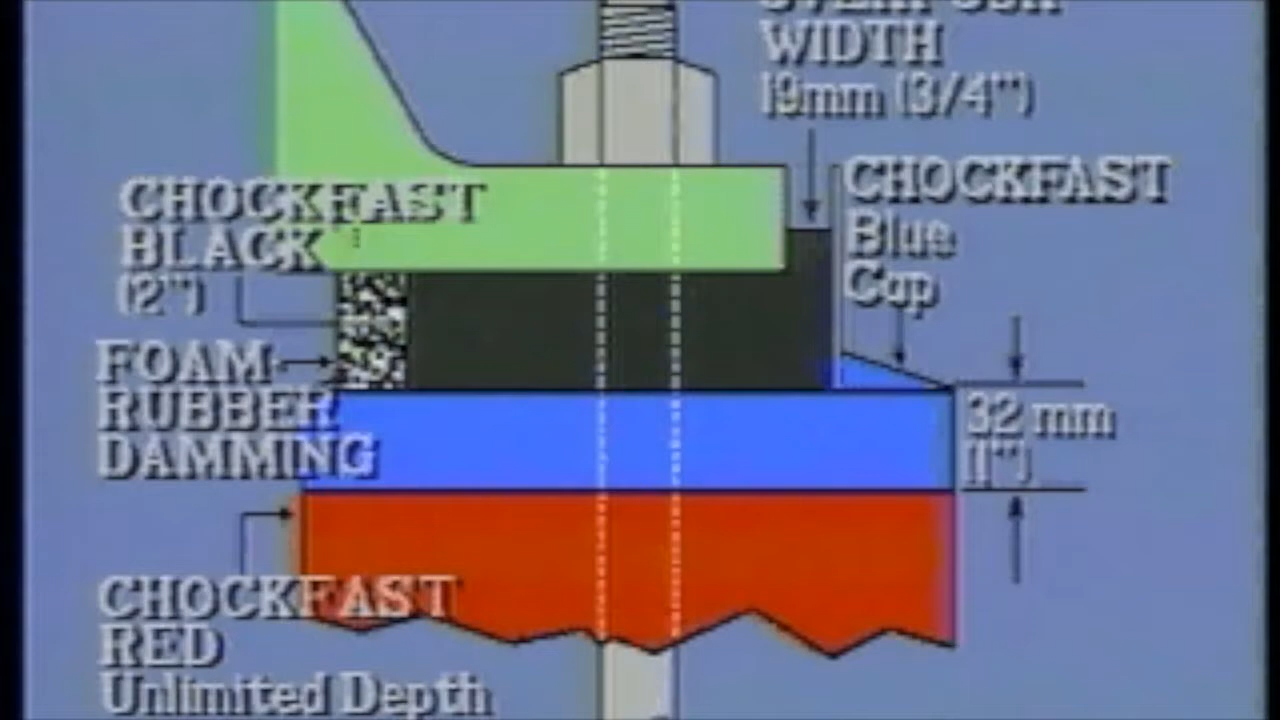 WIDTH
19mm (3/4")
CHOCKFAST
Blue
Cap
CHOCKFAST
BLACK
(2")
FOAM
RUBBER
DAMMING
32 mm
(1")
CHOCKFAST
RED
Unlimited Depth